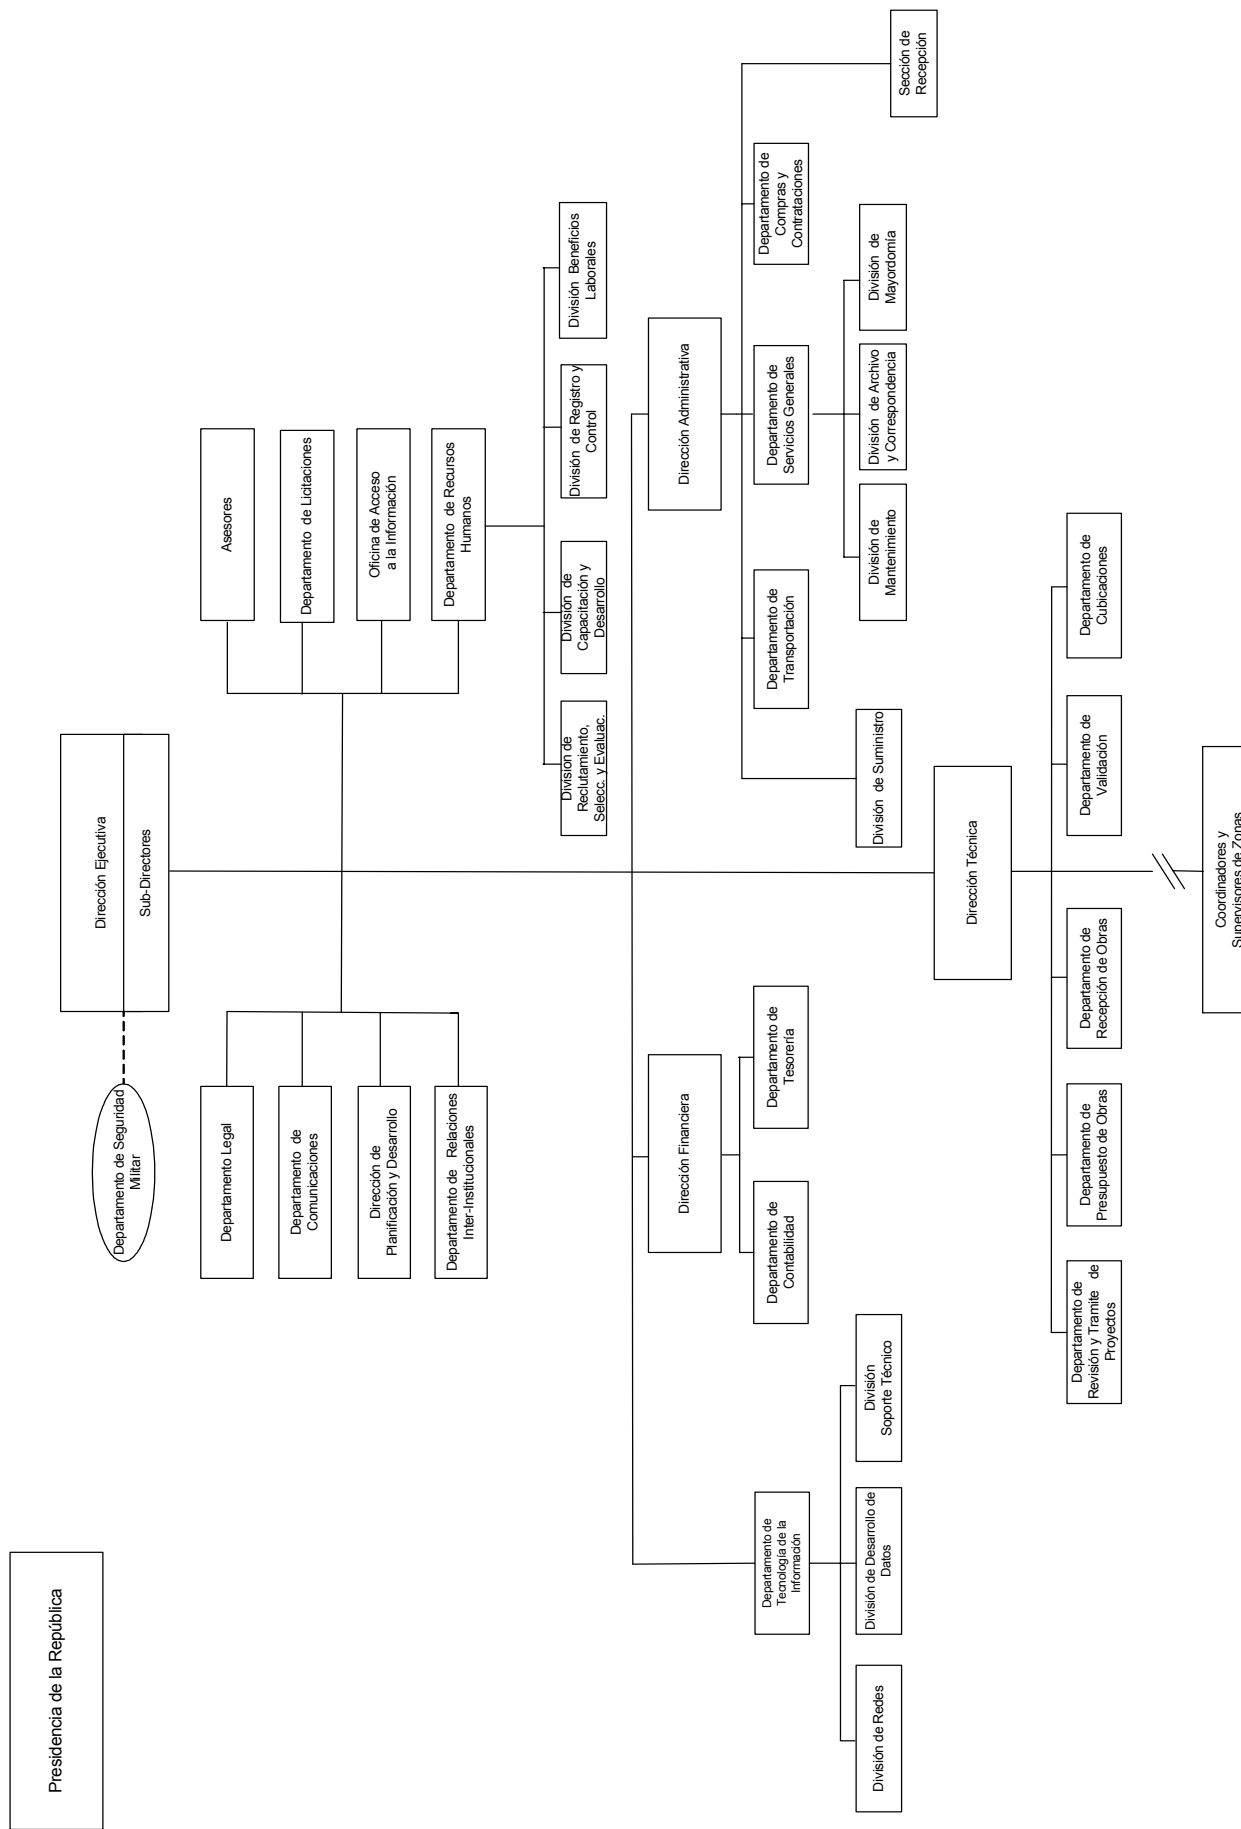 Presidencia de la República
Dirección Ejecutiva
Sub-Directores
Departamento de Seguridad
Militar
Departamento Legal
Departamento de
Comunicaciones
Dirección de
Planificación y Desarrollo
Departamento de Relaciones
Inter-Institucionales
Asesores
Departamento de Licitaciones
Oficina de Acceso
a la Información
Departamento de Recursos
Humanos
Division de
Reclutamiento,
Selecc. y Evaluac.
División de
Capacitación y
Desarrollo
División de Registro y
Control
División Beneficios
Laborales
Dirección Financiera
Dirección Administrativa
Departamento de
Tecnología de la
Información
Departamento de
Contabilidad
Departamento de
Tesorería
Departamento de
Transportación
Departamento de
Servicios Generales
Departamento de
Compras y
Contrataciones
División de Redes
División de Desarrollo de
Datos
División
Soporte Técnico
División de Suministro
División de
Mantenimiento
División de Archivo
y Correspondencia
División de
Mayordomía
Sección de
Recepción
Dirección Técnica
Departamento de
Revisión y Tramite de
Proyectos
Departamento de
Presupuesto de Obras
Departamento de
Recepción de Obras
Departamento de
Validación
Departamento de
Cubicaciones
Coordinadores y
Supervisores de Zonas